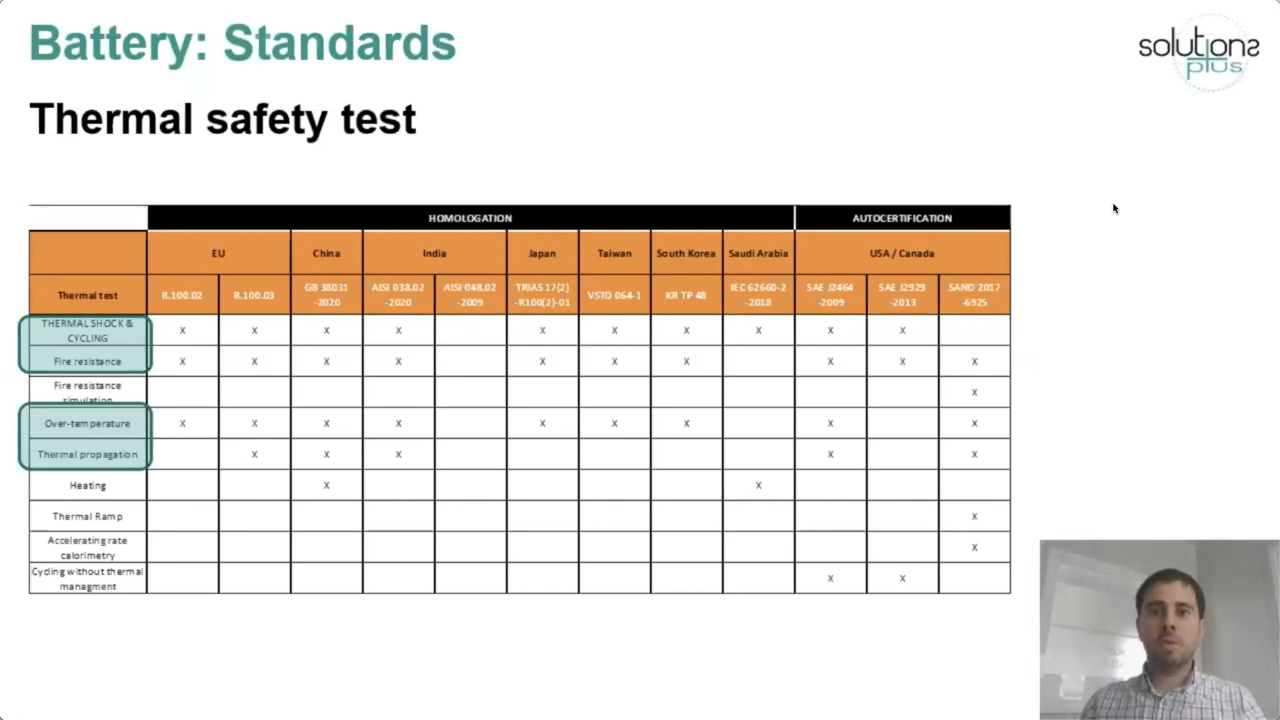 Battery: Standards
solutions
plus
Thermal safety test
HOMOLOGATION
AUTOCERTIFICATION
EU
China
India
Japan
Taiwan
South Korea
Saudi Arabia
USA / Canada
Thermal test
R.100.02
R.100.03
GB 38031
-2020
AISI 038.02
-2020
AISI 048.02
-2009
TRIAS 17(2)
-R100(2)-01
VSTD 064-1
KR TP 48
IEC 62660-2
-2018
SAE J2464
-2009
SAE J2929
-2013
SAND 2017
-6925
THERMAL SHOCK &
CYCLING
X X X X X X X X X X
Fire resistance
X X X X X X X X X X
Fire resistance
simulation
X
Over-temperature
X X X X X X X X X
Thermal propagation
X X X X X
Heating
X X
Thermal Ramp
X
Accelerating rate
calorimetry
X
Cycling without thermal
managment
X X